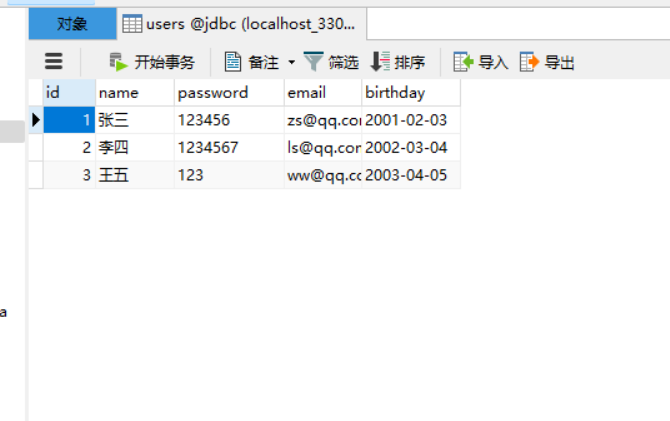 对象 users @jdbc (localhost_330...
开始事务 备注 筛选 排序 导入 导出
id name password email birthday
1 张三 123456 zs@qq.con 2001-02-03
2 李四 1234567 ls@qq.con 2002-03-04
3 王五 123 ww@qq.cc 2003-04-05
a